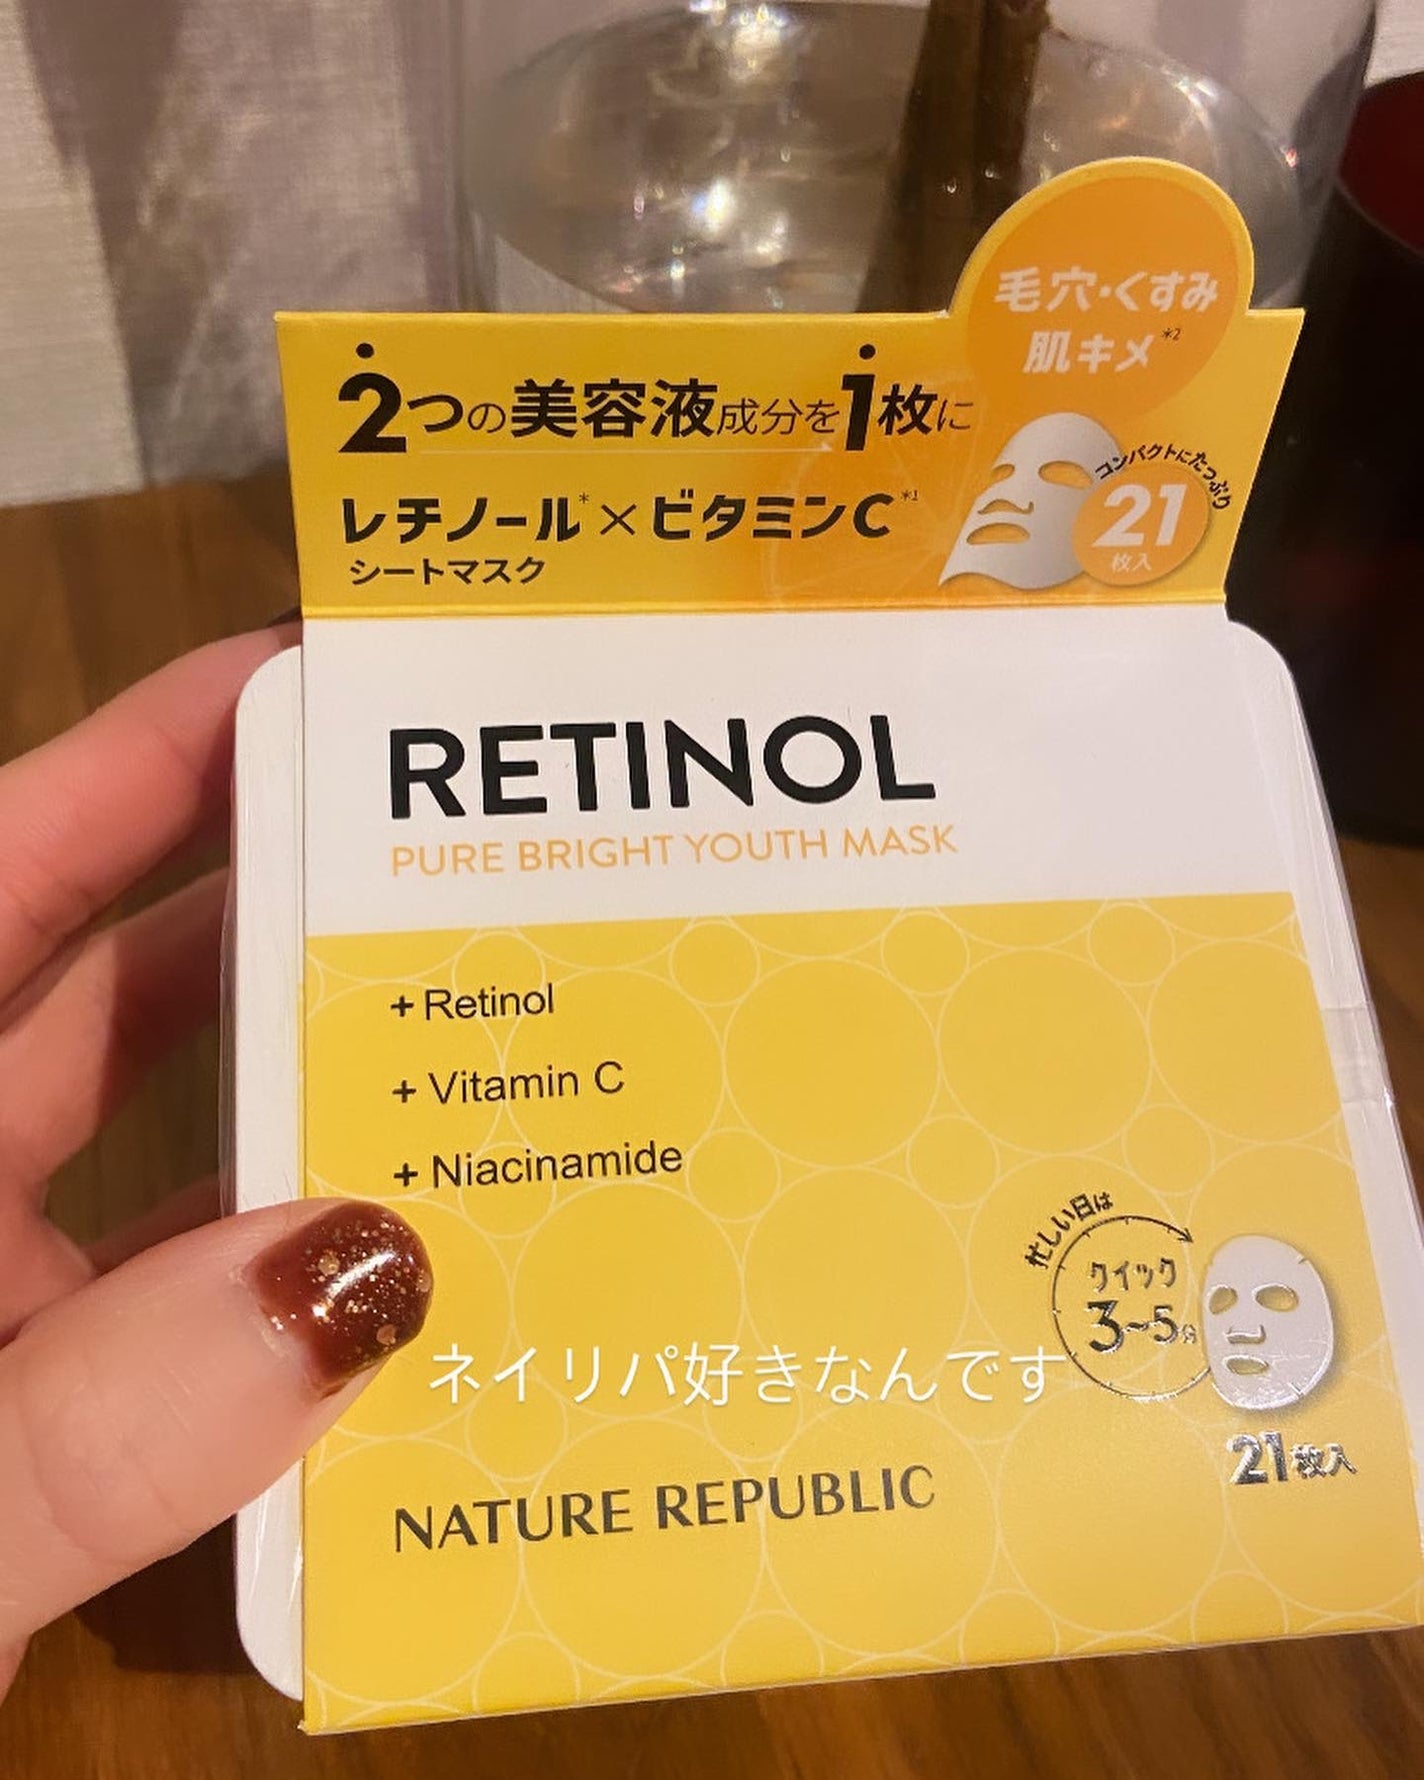 毛穴・くすみ
肌キメ*2
2つの美容液成分を1枚に
レチノール*×ビタミンC*1
シートマスク
コンパクトにたっぷり
21
枚入
RETINOL
PURE BRIGHT YOUTH MASK
+ Retinol
+ Vitamin C
+ Niacinamide
忙しい日は
クイック
3~5分
ネイリパ好きなんです
21枚入
NATURE REPUBLIC